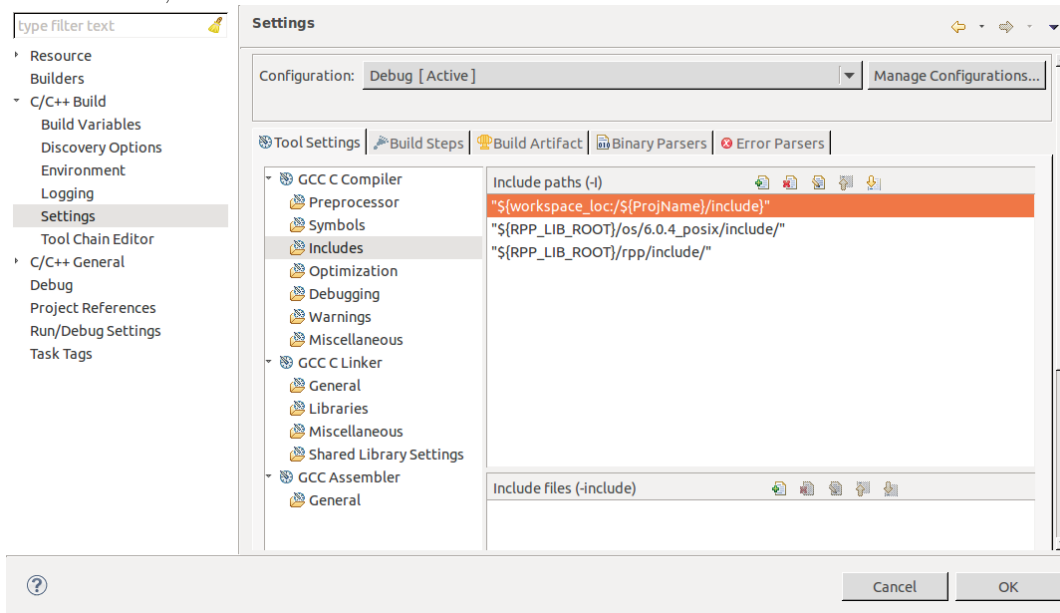 type filter text
Resource
Builders
C/C++ Build
Build Variables
Discovery Options
Environment
Logging
Settings
Tool Chain Editor
C/C++ General
Debug
Project References
Run/Debug Settings
Task Tags
Settings
Configuration: Debug [ Active ]
Manage Configurations...
Tool Settings Build Steps Build Artifact Binary Parsers Error Parsers
GCC C Compiler
Preprocessor
Symbols
Includes
Optimization
Debugging
Warnings
Miscellaneous
GCC C Linker
General
Libraries
Miscellaneous
Shared Library Settings
GCC Assembler
General
Include paths (-I)
"${workspace_loc:/${ProjName}/include}"
"${RPP_LIB_ROOT}/os/6.0.4_posix/include/"
"${RPP_LIB_ROOT}/rpp/include/"
Include files (-include)
Cancel OK